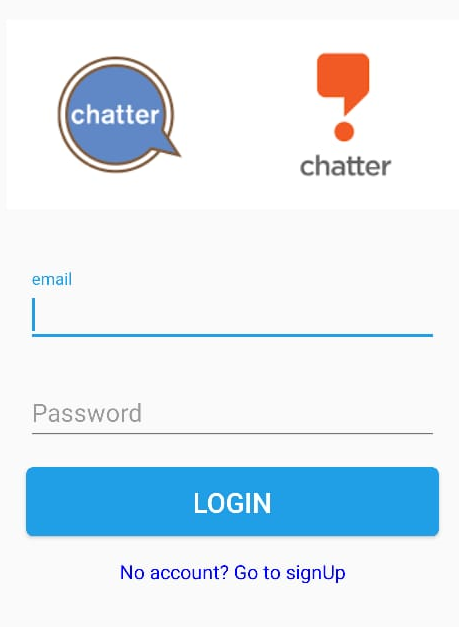 chatter
chatter
email
Password
LOGIN
No account? Go to signUp